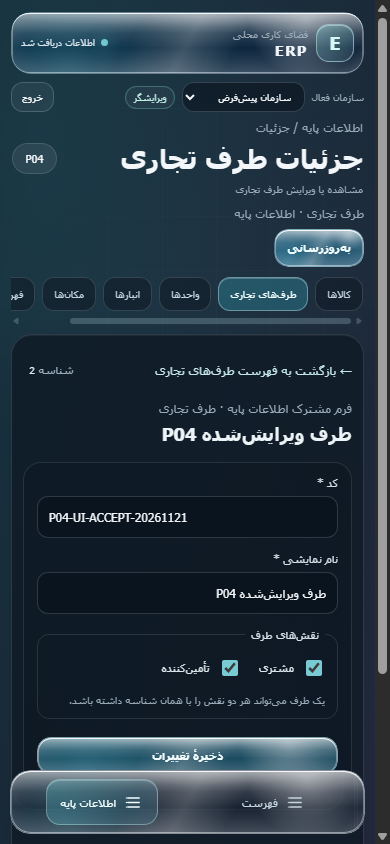 E
فضای کاری محلی
ERP
اطلاعات دریافت شد
سازمان فعال
سازمان پیش‌فرض
ویرایشگر
خروج
اطلاعات پایه / جزئیات
جزئیات طرف تجاری
P04
مشاهده یا ویرایش طرف تجاری
طرف تجاری · اطلاعات پایه
به‌روزرسانی
کالاها
طرف‌های تجاری
واحدها
انبارها
مکان‌ها
فهر
← بازگشت به فهرست طرف‌های تجاری
شناسه 2
فرم مشترک اطلاعات پایه · طرف تجاری
طرف ویرایش‌شده P04
کد *
P04-UI-ACCEPT-20261121
نام نمایشی *
طرف ویرایش‌شده P04
نقش‌های طرف
مشتری
تأمین‌کننده
یک طرف می‌تواند هر دو نقش را با همان شناسه داشته باشد.
ذخیرهٔ تغییرات
فهرست
اطلاعات پایه